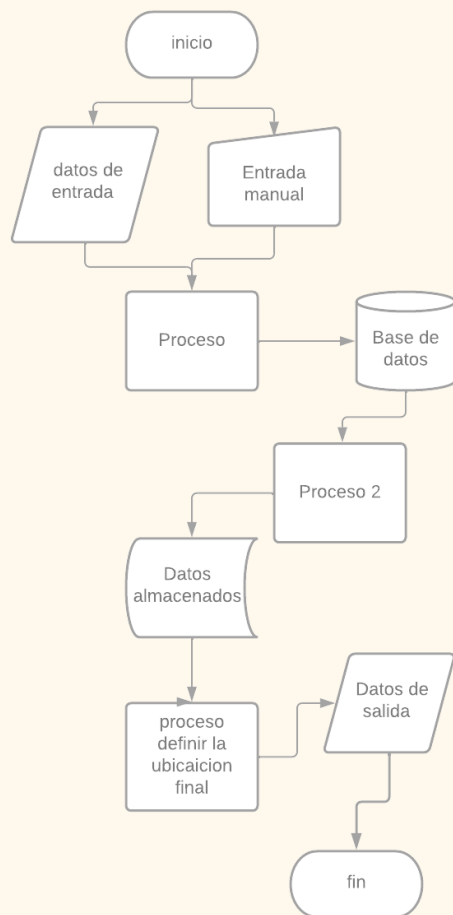 inicio
datos de
entrada
Entrada
manual
Proceso
Base de
datos
Proceso 2
Datos
almacenados
proceso
definir la
ubicaicion
final
Datos de
salida
fin